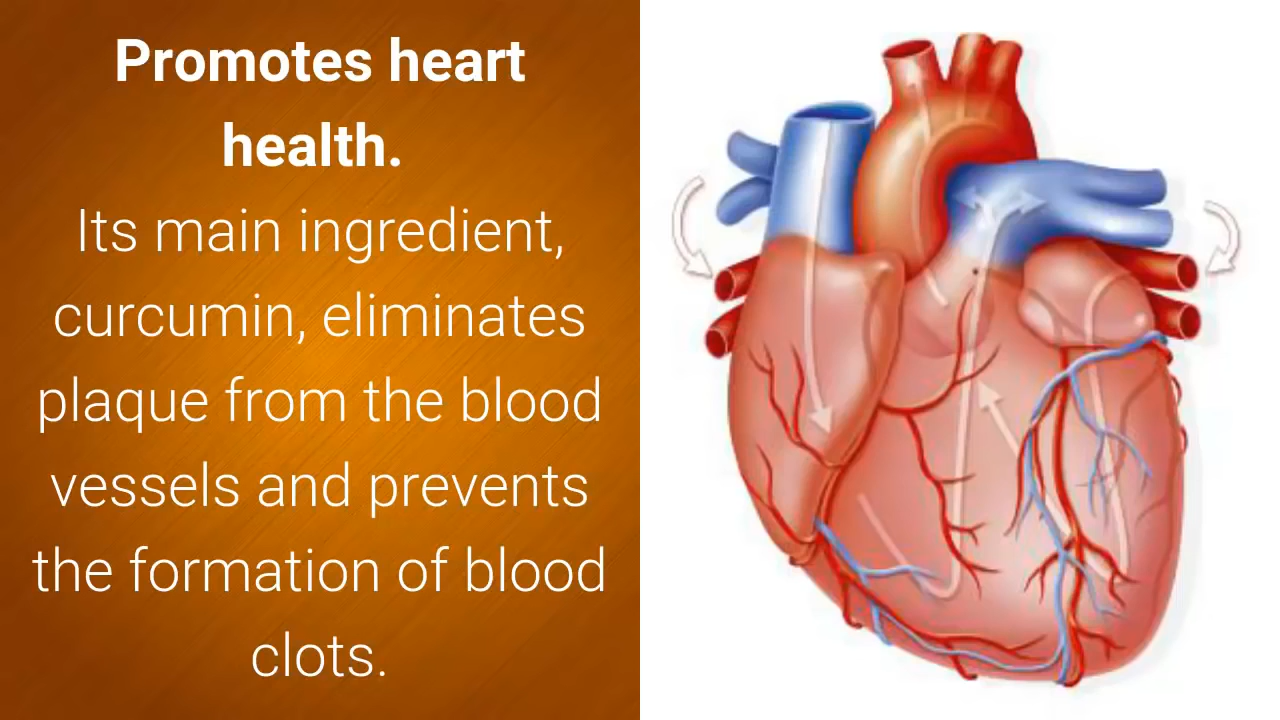 Promotes heart
health.
Its main ingredient,
curcumin, eliminates
plaque from the blood
vessels and prevents
the formation of blood
clots.